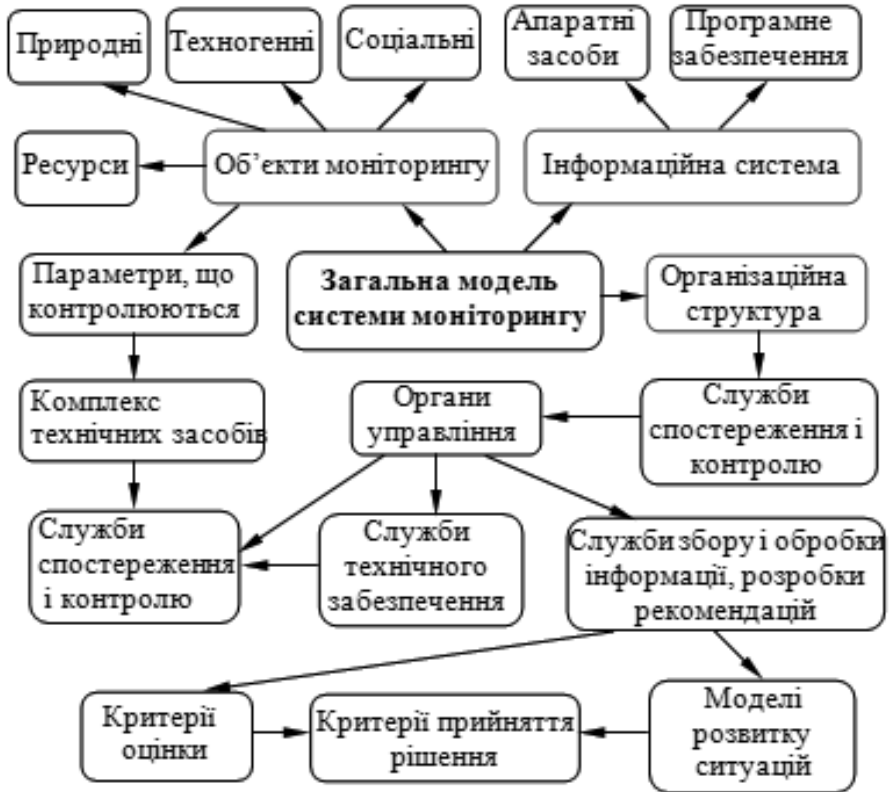 Природні
Техногенні
Соціальні
Апаратні
засоби
Програмне
забезпечення
Ресурси
Об’єкти моніторингу
Інформаційна система
Параметри, що
контролюються
Загальна модель
системи моніторингу
Організаційна
структура
Комплекс
технічних засобів
Органи
управління
Служби
спостереження і
контролю
Служби
спостереження
і контролю
Служби
технічного
забезпечення
Служби збору і обробки
інформації, розробки
рекомендацій
Критерії
оцінки
Критерії прийняття
рішення
Моделі
розвитку
ситуацій